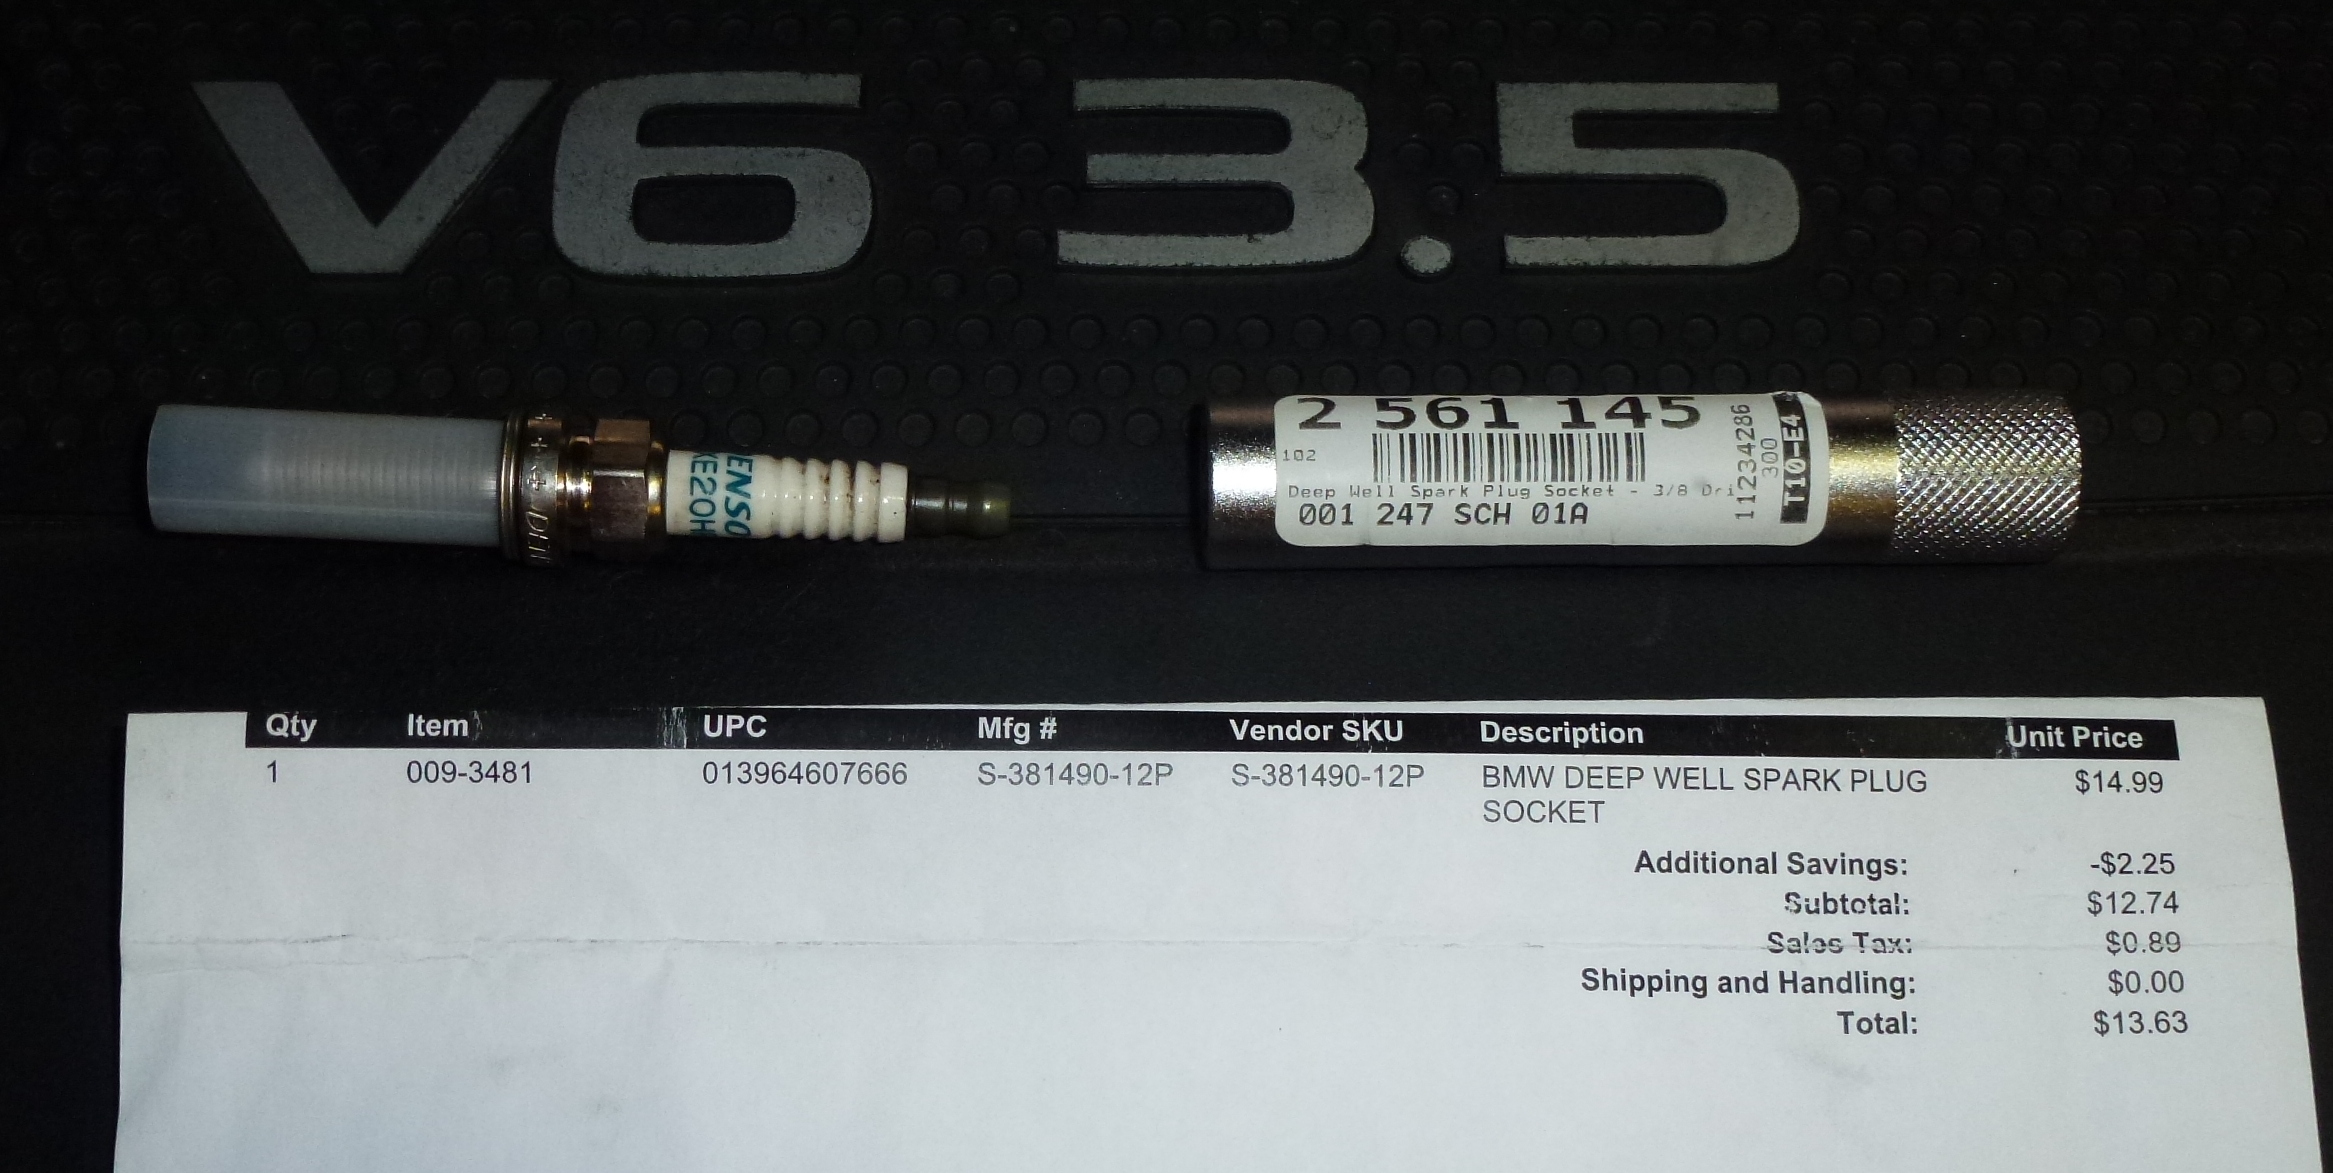 V6 3.5
ENSO
XE20H
2 561 145
102
Deep Well Spark Plug Socket - 3/8 Dri
001 247 SCH 01A
11234286
300
T10-E4
Qty Item UPC Mfg # Vendor SKU Description Unit Price
1 009-3481 013964607666 S-381490-12P S-381490-12P BMW DEEP WELL SPARK PLUG $14.99
SOCKET
Additional Savings: -$2.25
Subtotal: $12.74
Sales Tax: $0.89
Shipping and Handling: $0.00
Total: $13.63